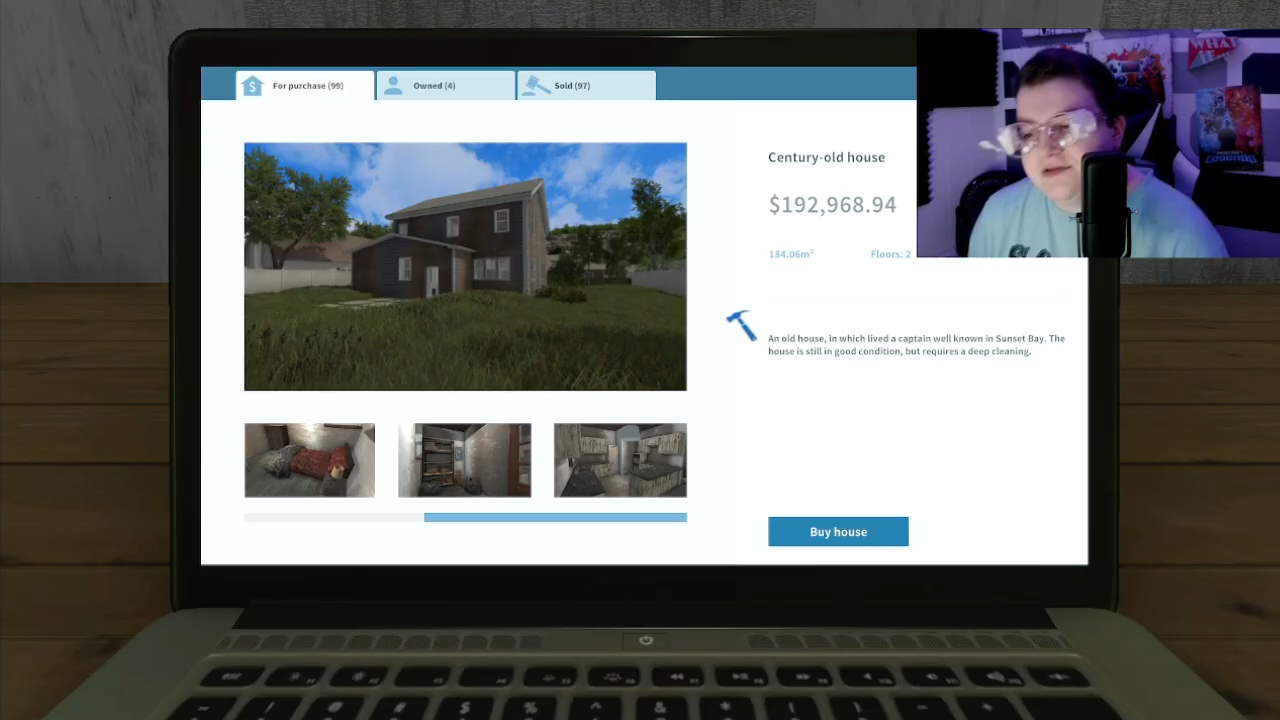 For purchase (99)
Owned (4)
Sold (97)
Century-old house
$192,968.94
184.06m²
Floors: 2
An old house, in which lived a captain well known in Sunset Bay. The
house is still in good condition, but requires a deep cleaning.
Buy house
WHAT
LEGENDS